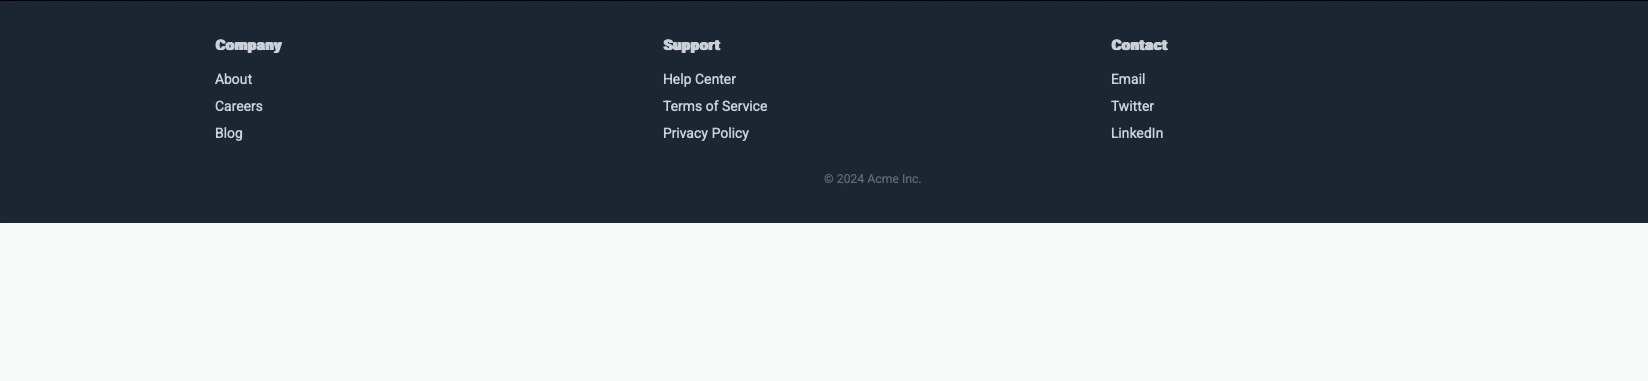 Company
About
Careers
Blog
Support
Help Center
Terms of Service
Privacy Policy
Contact
Email
Twitter
LinkedIn
© 2024 Acme Inc.